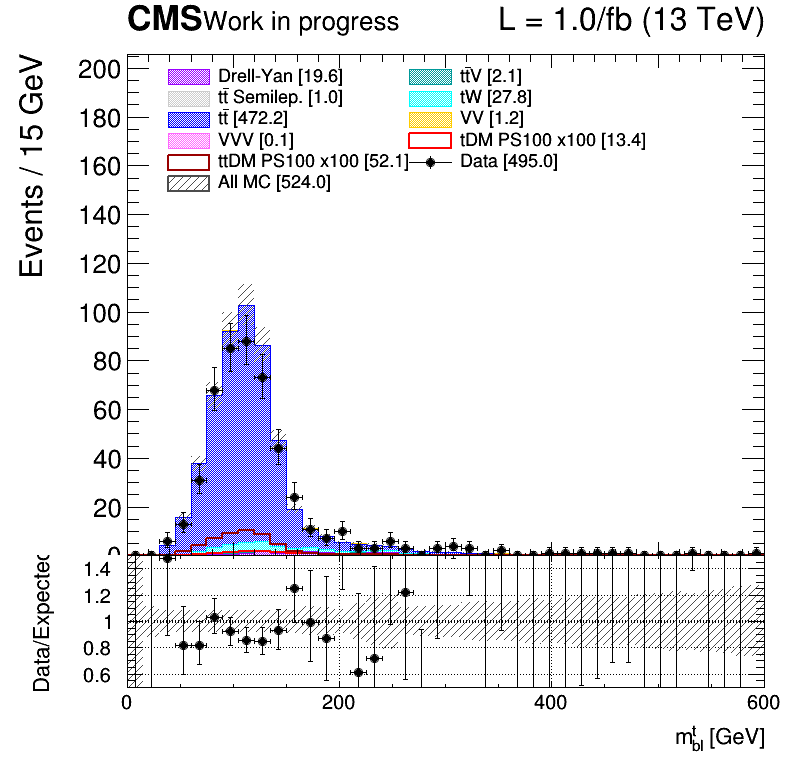 CMS Work in progress L = 1.0/fb (13 TeV)
Events / 15 GeV
200
180
160
140
120
100
80
60
40
20
0
Drell-Yan [19.6]
tt̄V [2.1]
tt̄ Semilep. [1.0]
tW [27.8]
tt̄ [472.2]
VV [1.2]
VVV [0.1]
tDM PS100 x100 [13.4]
ttDM PS100 x100 [52.1]
Data [495.0]
All MC [524.0]
Data/Expected
1.4
1.2
1
0.8
0.6
0 200 400 600
m^t_bl [GeV]